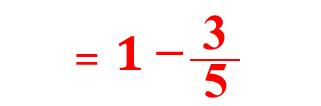 = 1 - 3/5